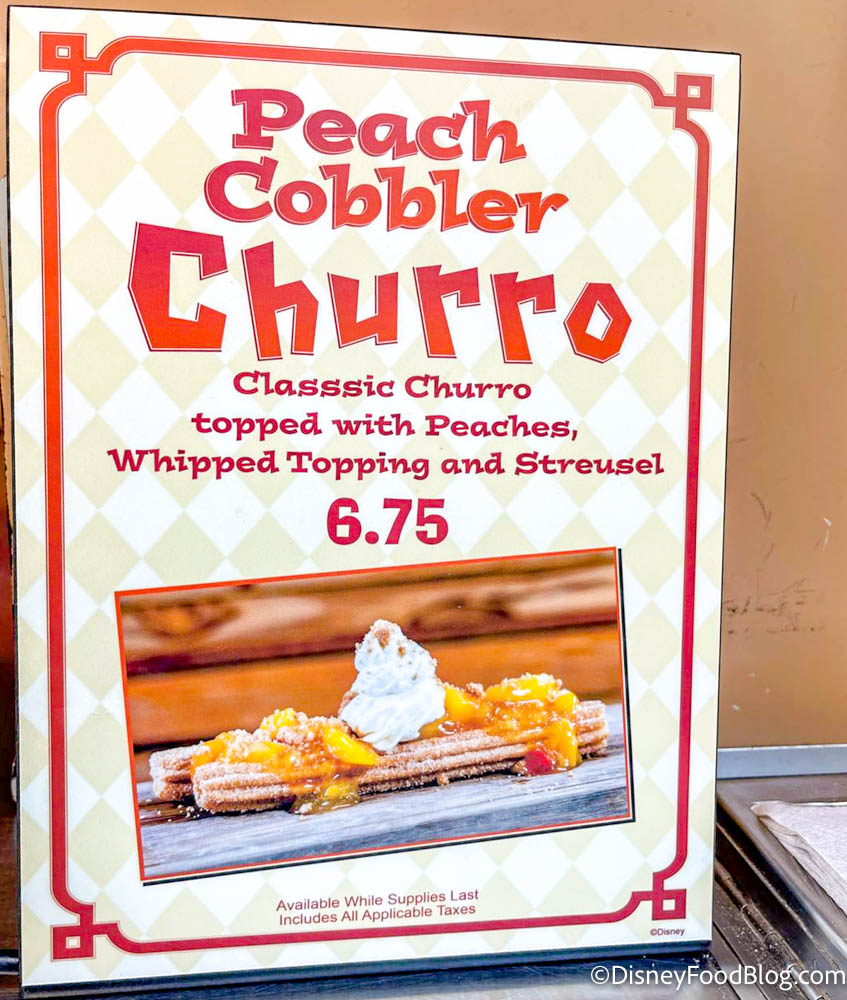 Peach
Cobbler
Churro
Classsic Churro
topped with Peaches,
Whipped Topping and Streusel
6.75
Available While Supplies Last
Includes All Applicable Taxes
©Disney
©DisneyFoodBlog.com